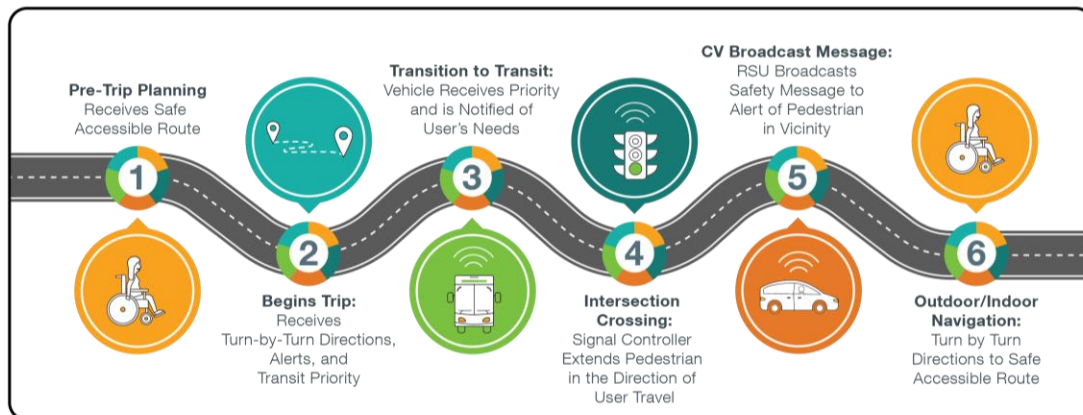 Pre-Trip Planning
Receives Safe
Accessible Route
1
2
Begins Trip:
Receives
Turn-by-Turn Directions,
Alerts, and
Transit Priority
Transition to Transit:
Vehicle Receives Priority
and is Notified of
User's Needs
3
4
Intersection
Crossing:
Signal Controller
Extends Pedestrian
in the Direction of
User Travel
CV Broadcast Message:
RSU Broadcasts
Safety Message to
Alert of Pedestrian
in Vicinity
5
6
Outdoor/Indoor
Navigation:
Turn by Turn
Directions to Safe
Accessible Route